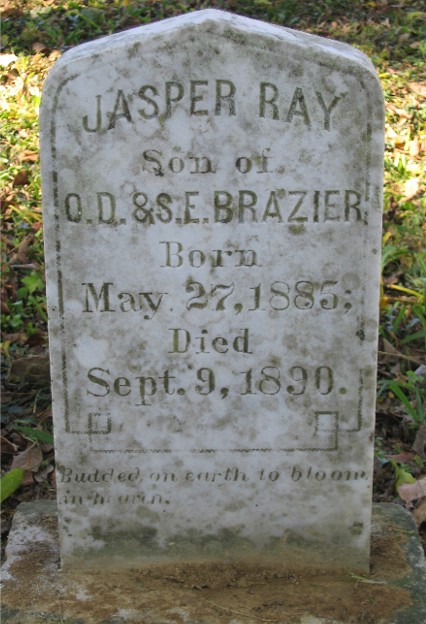 JASPER RAY
Son of
O.D. & S.E. BRAZIER
Born
May 27, 1885;
Died
Sept. 9, 1890.
Budded on earth to bloom
in heaven.